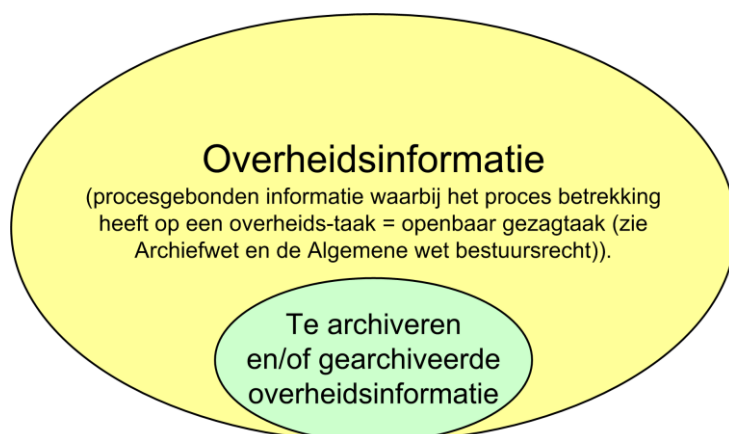 Overheidsinformatie
(procesgebonden informatie waarbij het proces betrekking
heeft op een overheids-taak = openbaar gezagtaak (zie
Archiefwet en de Algemene wet bestuursrecht)).
Te archiveren
en/of gearchiveerde
overheidsinformatie